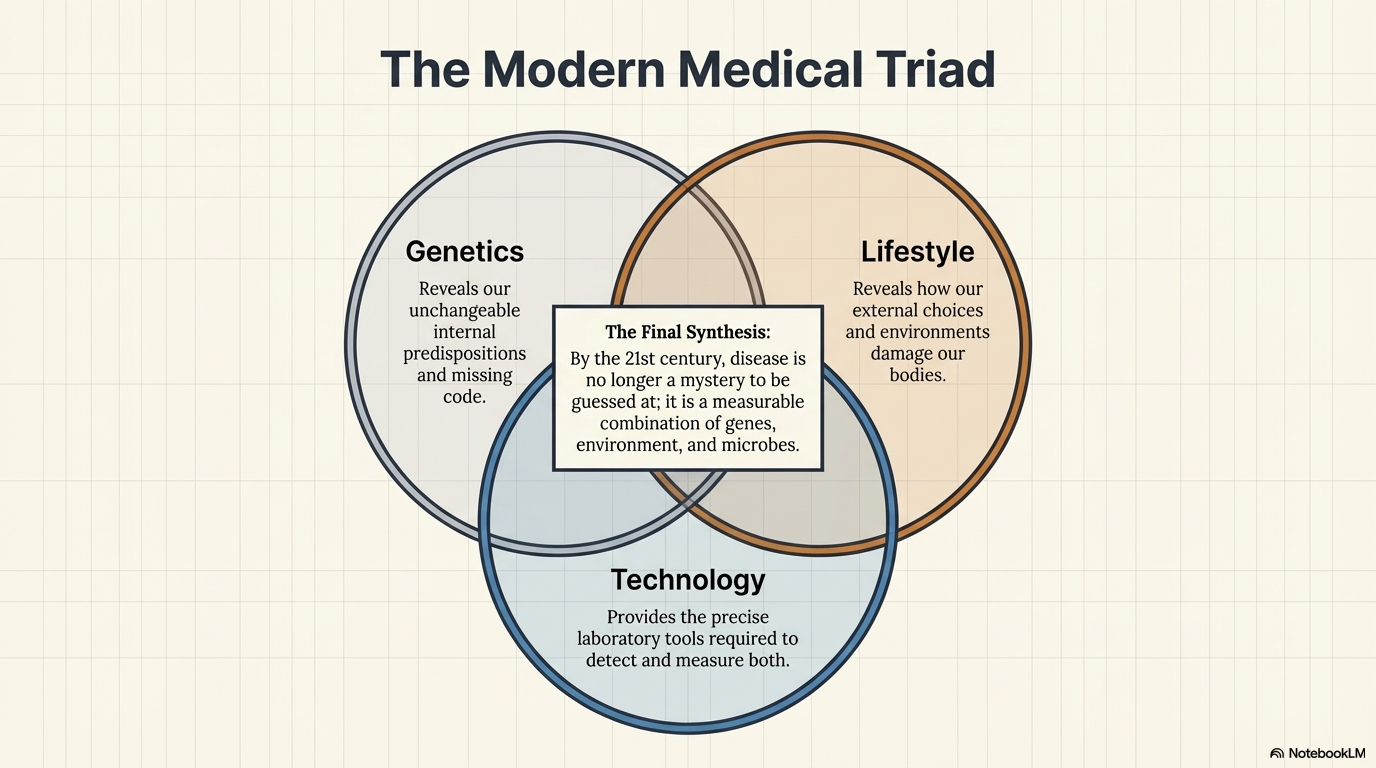 The Modern Medical Triad
Genetics
Reveals our
unchangeable
internal
predispositions
and missing
code.
Lifestyle
Reveals how our
external choices
and environments
damage our
bodies.
The Final Synthesis:
By the 21st century, disease is
no longer a mystery to be
guessed at; it is a measurable
combination of genes,
environment, and microbes.
Technology
Provides the precise
laboratory tools required to
detect and measure both.
NotebookLM